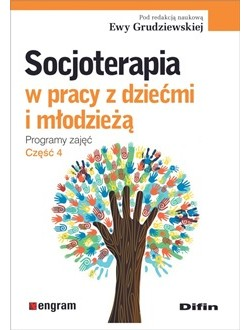 Pod redakcją naukową
Ewy Grudziewskiej
Socjoterapia
w pracy z dziećmi
i młodzieżą
Programy zajęć
Część 4
engram
Difin